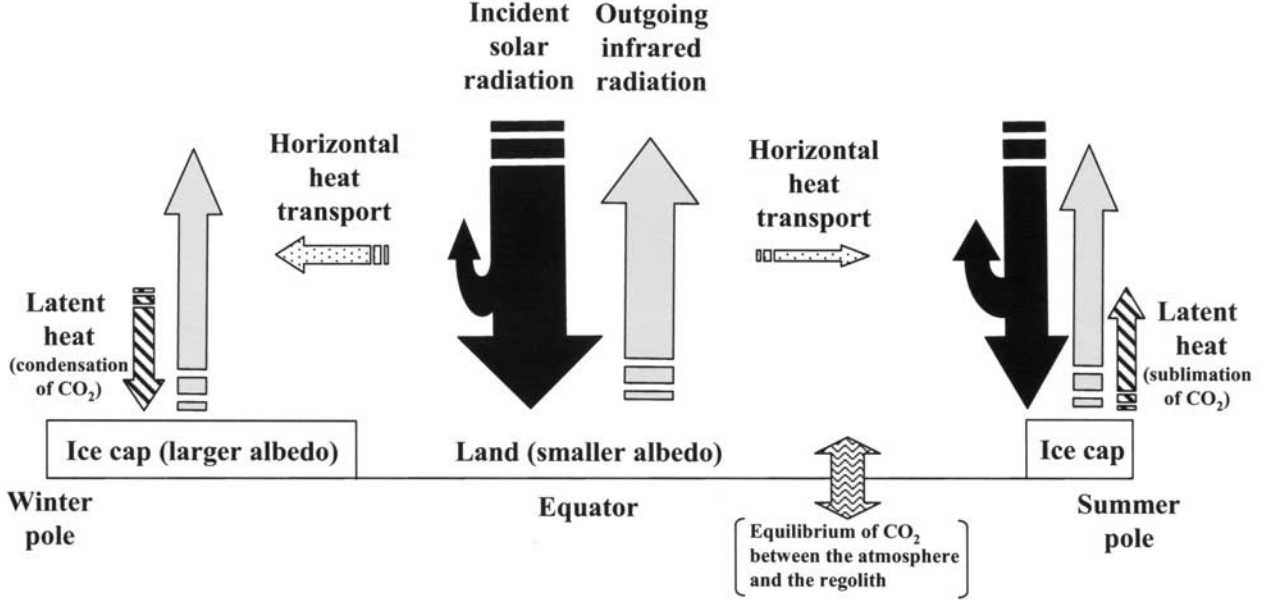 Incident
solar
radiation
Outgoing
infrared
radiation
Horizontal
heat
transport
Horizontal
heat
transport
Latent
heat
(condensation
of CO₂)
Latent
heat
(sublimation
of CO₂)
Ice cap (larger albedo)
Land (smaller albedo)
Ice cap
Winter
pole
Equator
Summer
pole
Equilibrium of CO₂
between the atmosphere
and the regolith